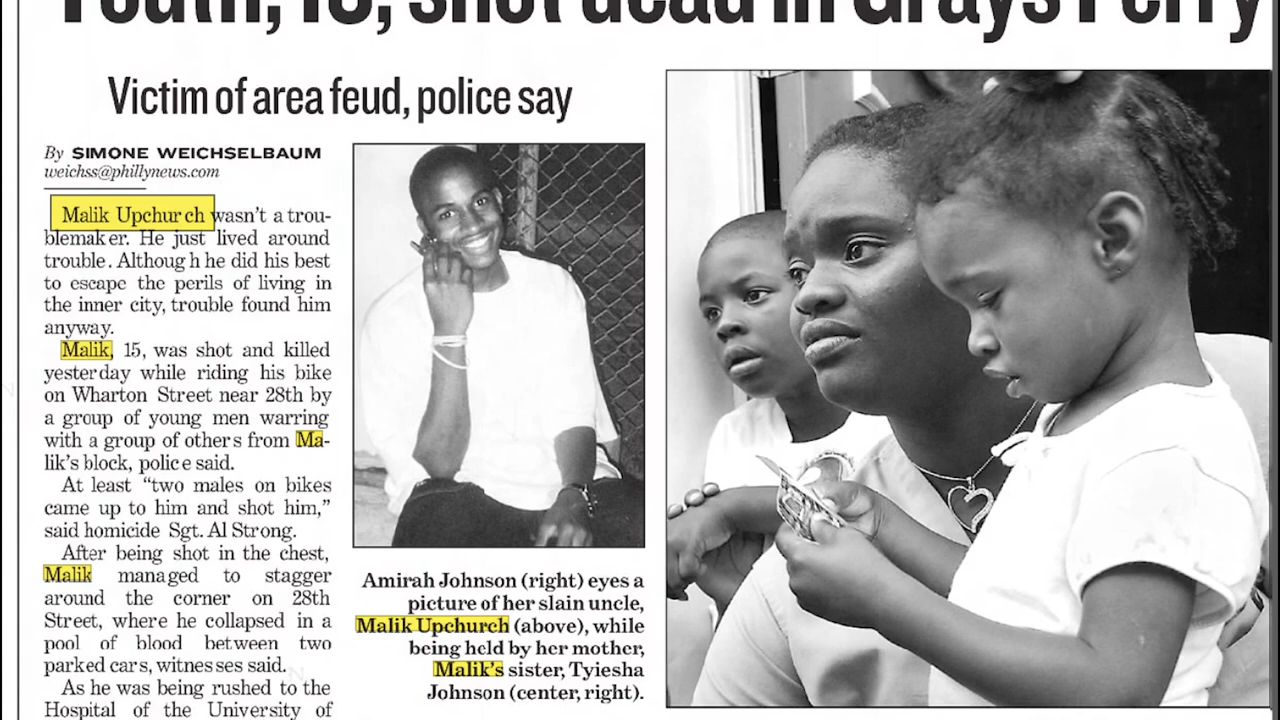 Youth, 15, shot dead in Grays Ferry
Victim of area feud, police say
By SIMONE WEICHSELBAUM
weichss@phillynews.com
Malik Upchurch wasn't a trou-
blemaker. He just lived around
trouble. Although he did his best
to escape the perils of living in
the inner city, trouble found him
anyway.
Malik, 15, was shot and killed
yesterday while riding his bike
on Wharton Street near 28th by
a group of young men warring
with a group of others from Ma-
lik's block, police said.
At least “two males on bikes
came up to him and shot him,”
said homicide Sgt. Al Strong.
After being shot in the chest,
Malik managed to stagger
around the corner on 28th
Street, where he collapsed in a
pool of blood between two
parked cars, witnesses said.
As he was being rushed to the
Hospital of the University of
Amirah Johnson (right) eyes a
picture of her slain uncle,
Malik Upchurch (above), while
being held by her mother,
Malik's sister, Tyiesha
Johnson (center, right).